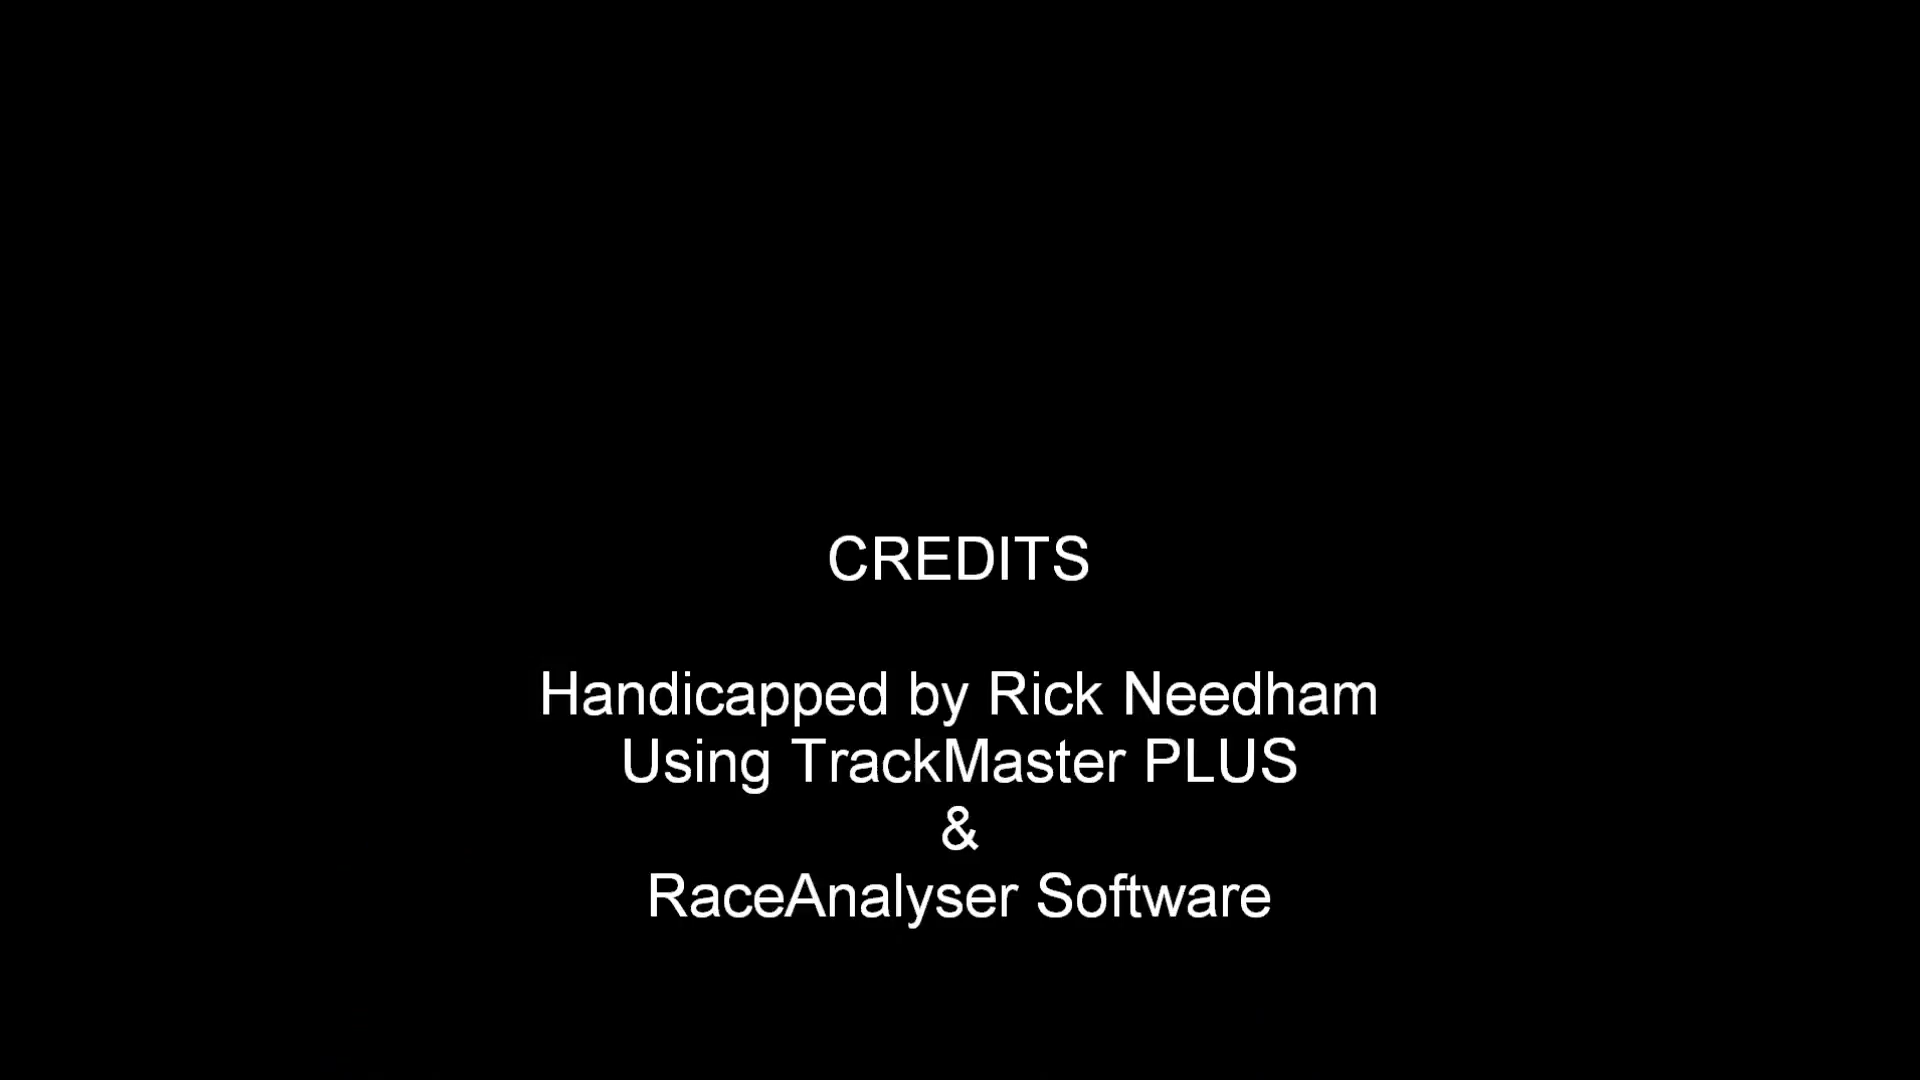 CREDITS
Handicapped by Rick Needham
Using TrackMaster PLUS
&
RaceAnalyser Software